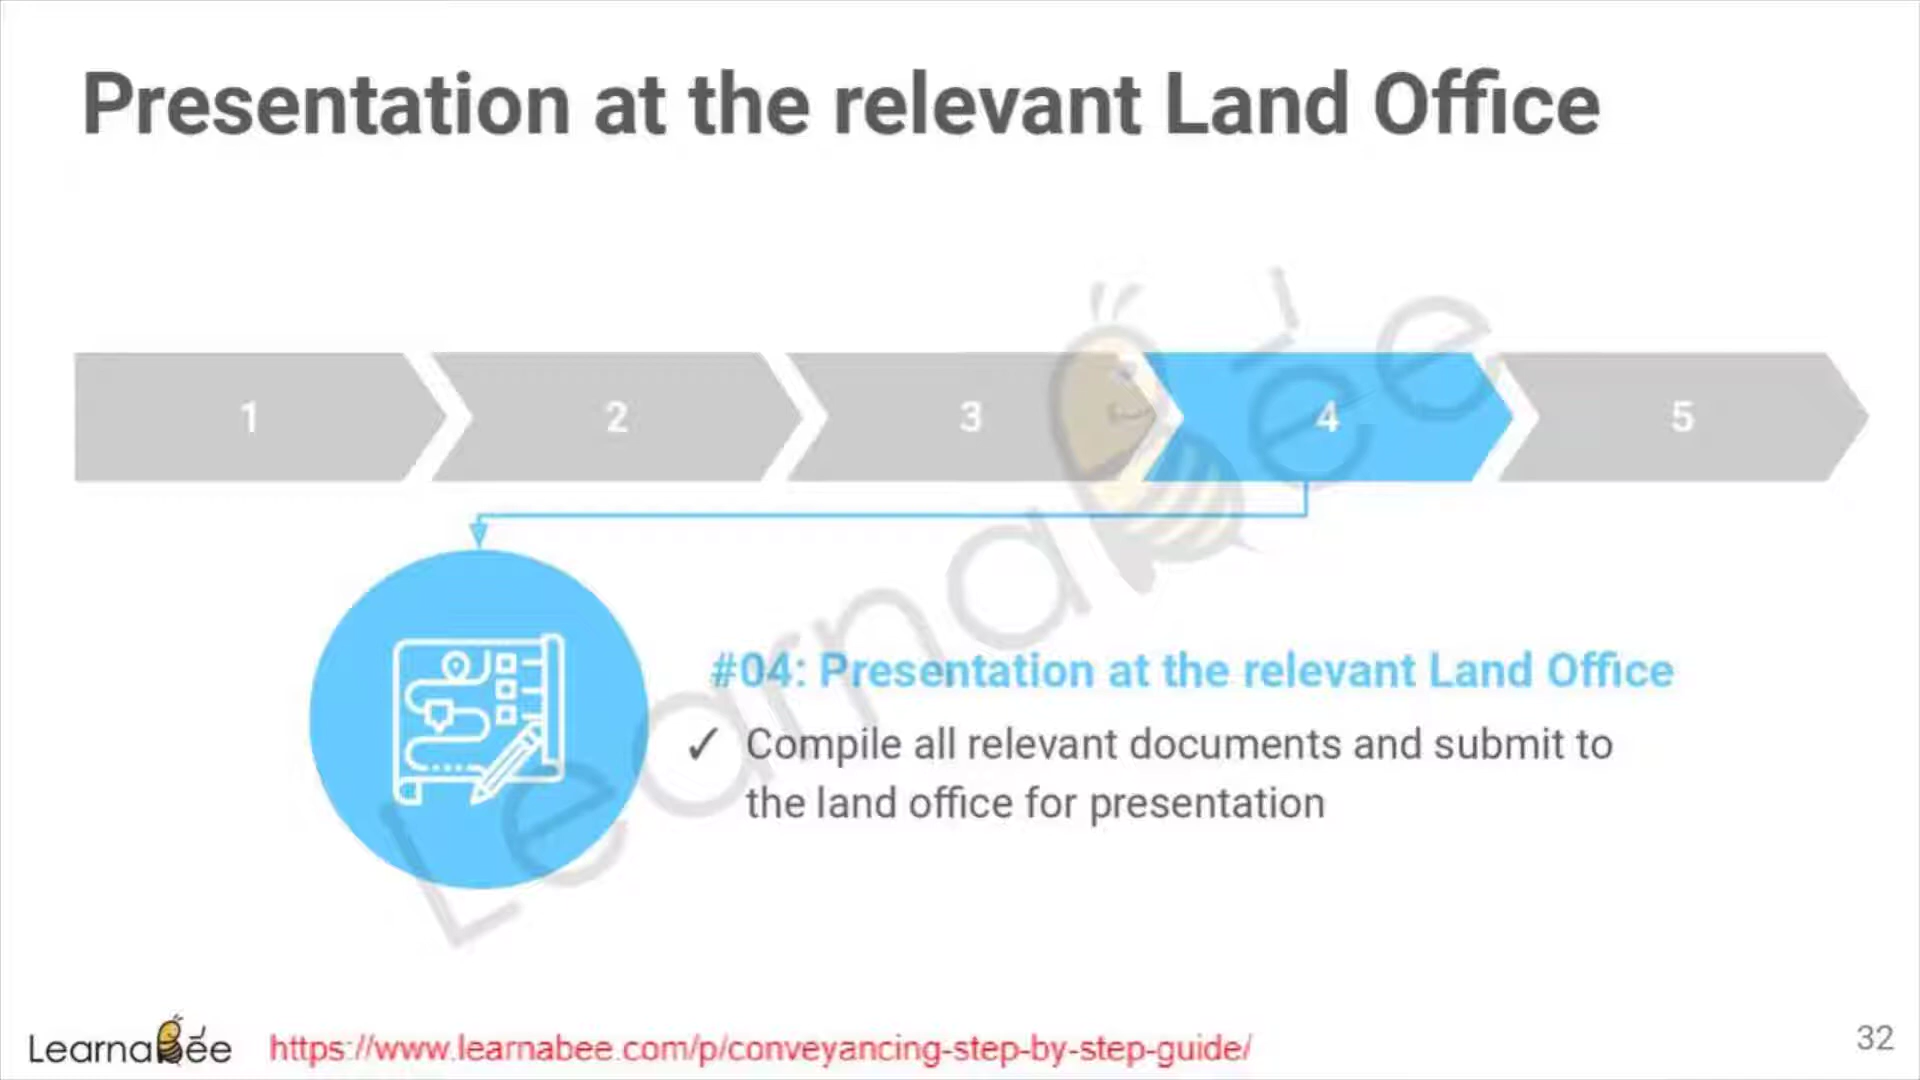 Presentation at the relevant Land Office
1
2
3
4
5
#04: Presentation at the relevant Land Office
✓ Compile all relevant documents and submit to
the land office for presentation
Learnabée
Learnabée https://www.learnabee.com/p/conveyancing-step-by-step-guide/
32